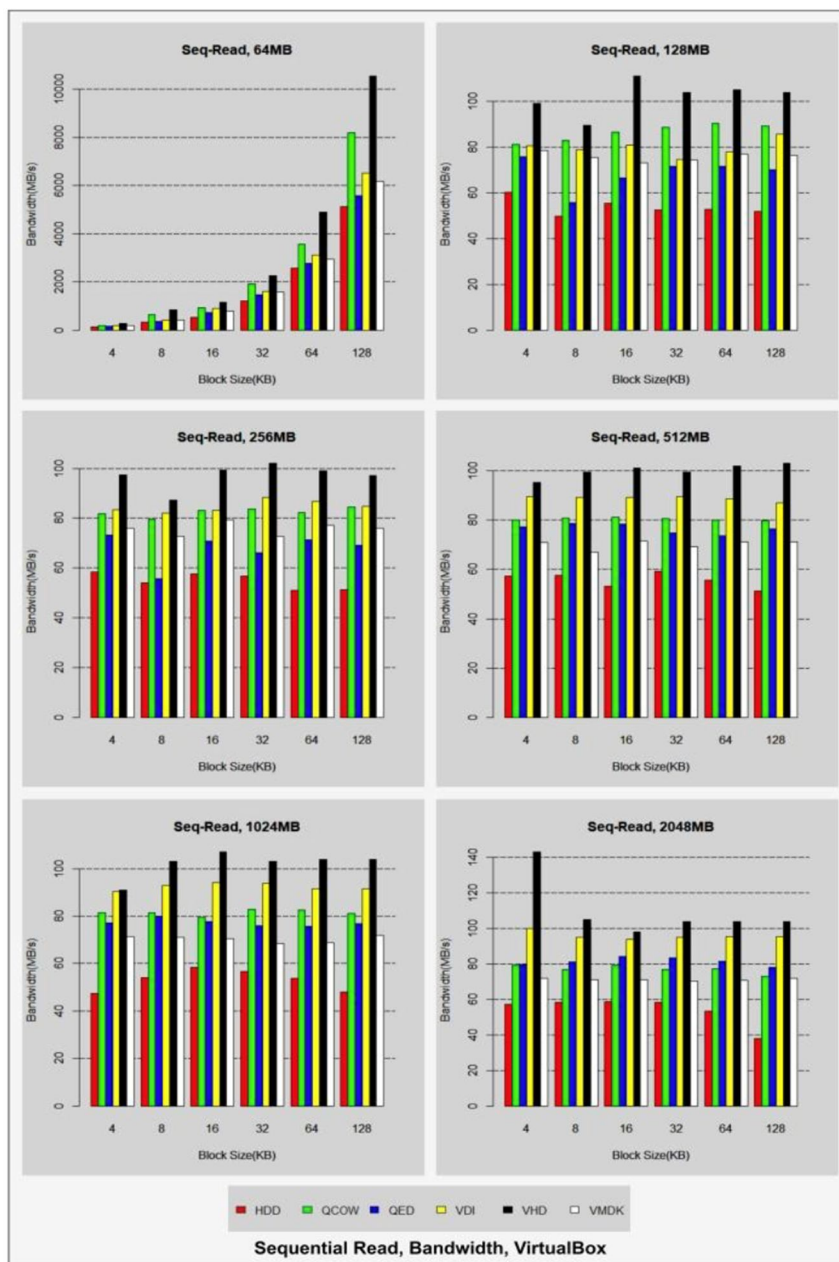 Seq-Read, 64MB
Bandwidth(MB/s)
0 2000 4000 6000 8000 10000
4 8 16 32 64 128
Block Size(KB)
Seq-Read, 128MB
Bandwidth(MB/s)
0 20 40 60 80 100
4 8 16 32 64 128
Block Size(KB)
Seq-Read, 256MB
Bandwidth(MB/s)
0 20 40 60 80 100
4 8 16 32 64 128
Block Size(KB)
Seq-Read, 512MB
Bandwidth(MB/s)
0 20 40 60 80 100
4 8 16 32 64 128
Block Size(KB)
Seq-Read, 1024MB
Bandwidth(MB/s)
0 20 40 60 80 100
4 8 16 32 64 128
Block Size(KB)
Seq-Read, 2048MB
Bandwidth(MB/s)
0 20 40 60 80 100 120 140
4 8 16 32 64 128
Block Size(KB)
HDD QCOW QED VDI VHD VMDK
Sequential Read, Bandwidth, VirtualBox